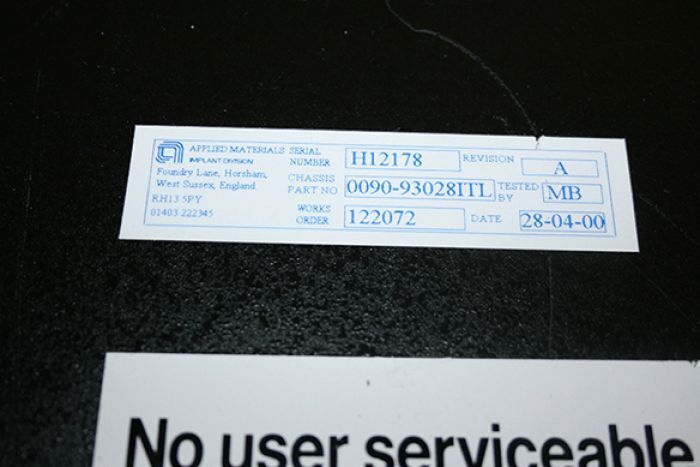 APPLIED MATERIALS
IMPLANT DIVISION
Foundry Lane, Horsham,
West Sussex, England.
RH13 5PY
01403 222345
SERIAL NUMBER H12178 REVISION A
CHASSIS PART NO 0090-93028ITL TESTED BY MB
WORKS ORDER 122072 DATE 28-04-00
No user serviceable